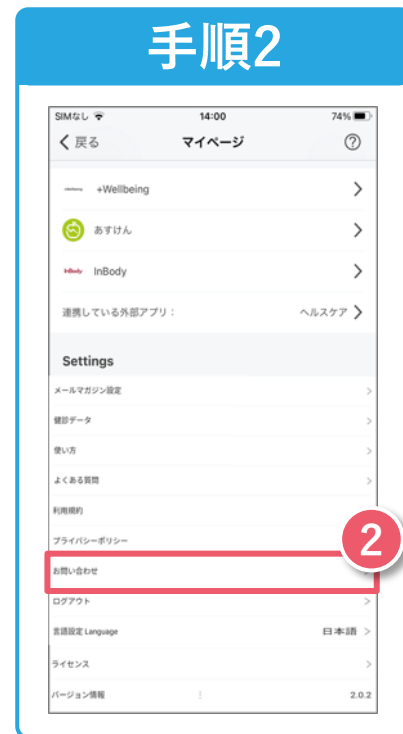 手順2
SIMなし 14:00 74%
戻る マイページ ?
+Wellbeing
あすけん
InBody InBody
連携している外部アプリ： ヘルスケア
Settings
メールマガジン設定
健診データ
使い方
よくある質問
利用規約
プライバシーポリシー
2
お問い合わせ
ログアウト
言語設定 Language 日本語
ライセンス
バージョン情報 2.0.2